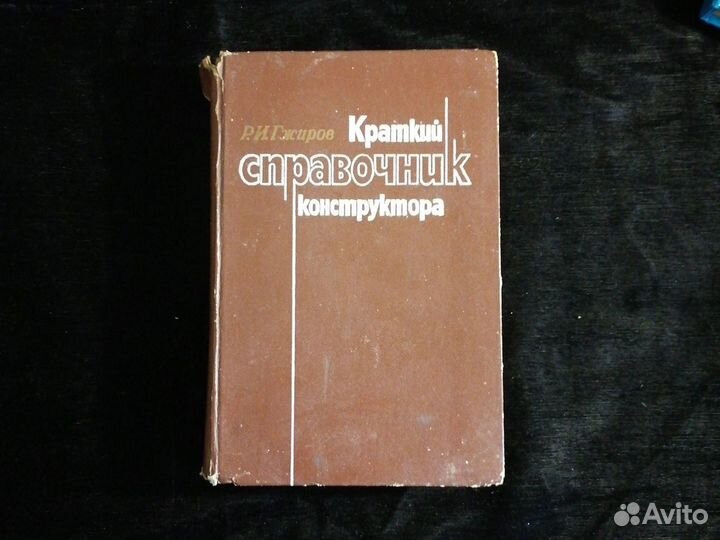 Р.И.Гжиров Краткий
справочник
конструктора
Avito